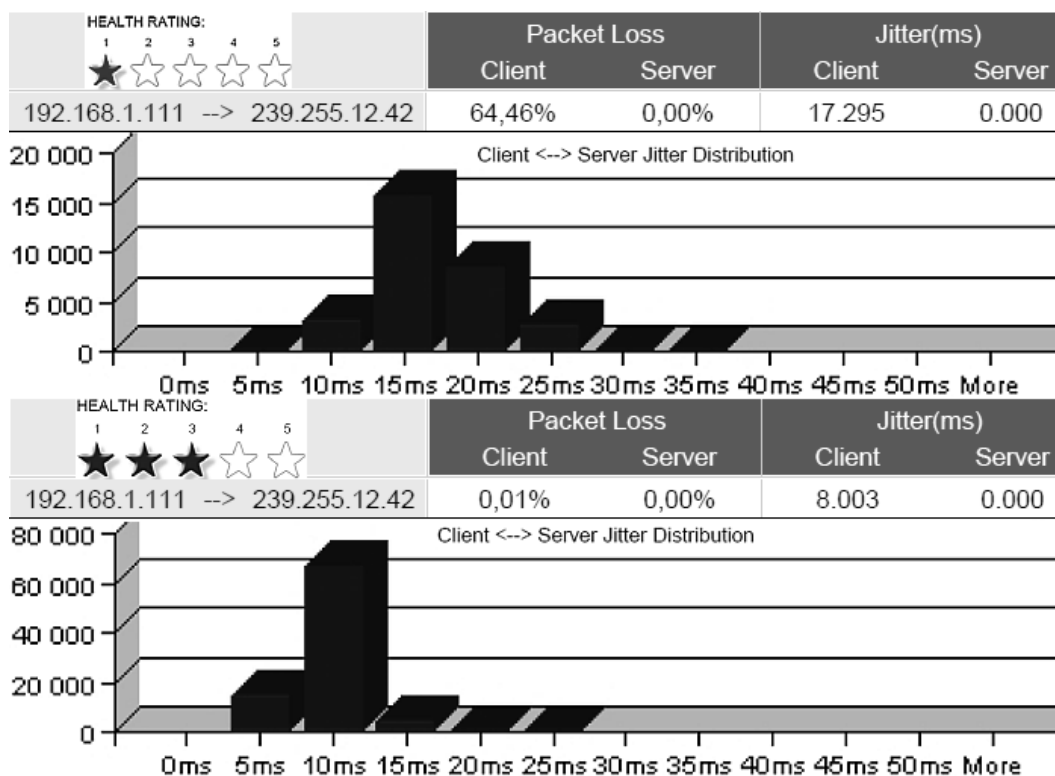 HEALTH RATING:
1 2 3 4 5
Packet Loss Jitter(ms)
Client Server Client Server
192.168.1.111 --> 239.255.12.42 64,46% 0,00% 17.295 0.000
Client <--> Server Jitter Distribution
20 000
15 000
10 000
5 000
0
0ms 5ms 10ms 15ms 20ms 25ms 30ms 35ms 40ms 45ms 50ms More
HEALTH RATING:
1 2 3 4 5
Packet Loss Jitter(ms)
Client Server Client Server
192.168.1.111 --> 239.255.12.42 0,01% 0,00% 8.003 0.000
Client <--> Server Jitter Distribution
80 000
60 000
40 000
20 000
0
0ms 5ms 10ms 15ms 20ms 25ms 30ms 35ms 40ms 45ms 50ms More